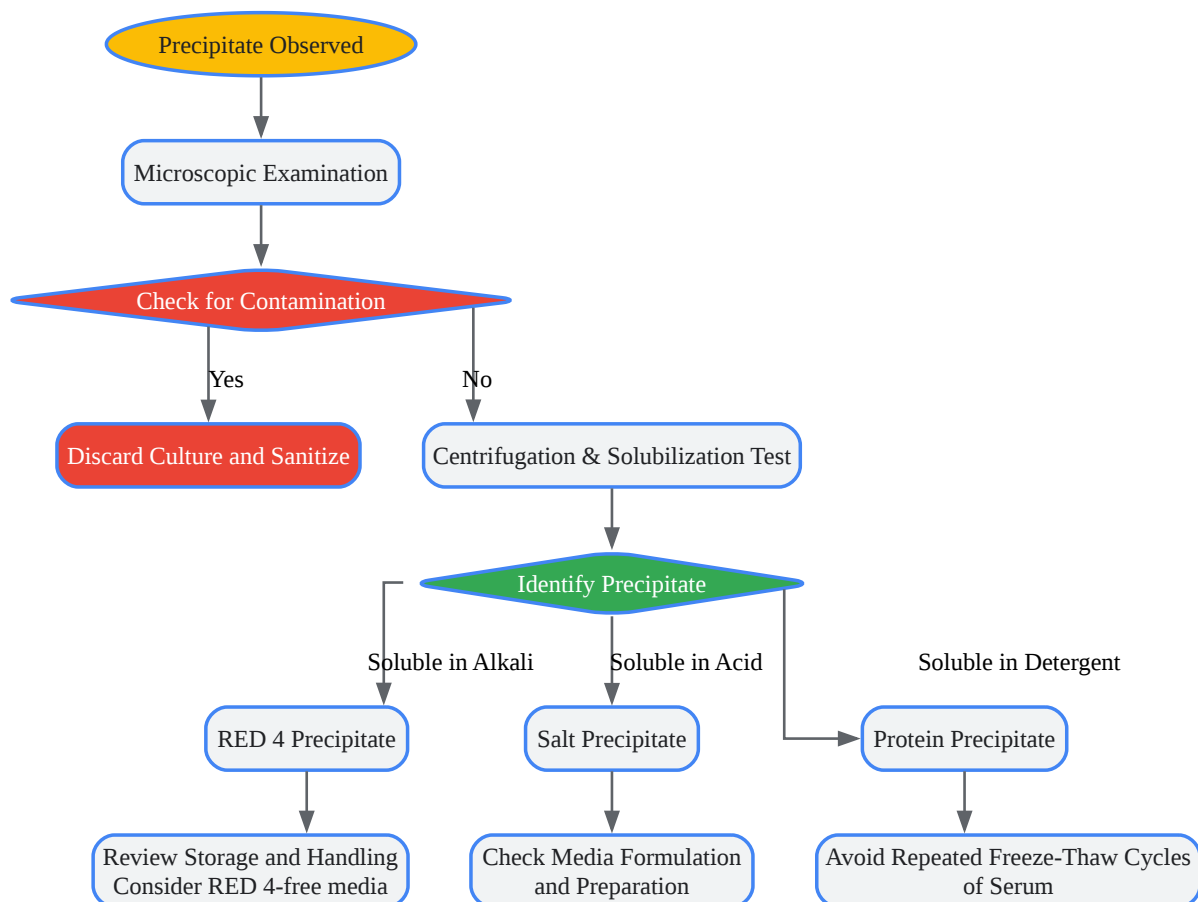 Precipitate Observed
Microscopic Examination
Check for Contamination
Yes
No
Discard Culture and Sanitize
Centrifugation & Solubilization Test
Identify Precipitate
Soluble in Alkali
Soluble in Acid
Soluble in Detergent
RED 4 Precipitate
Salt Precipitate
Protein Precipitate
Review Storage and Handling
Consider RED 4-free media
Check Media Formulation
and Preparation
Avoid Repeated Freeze-Thaw Cycles
of Serum